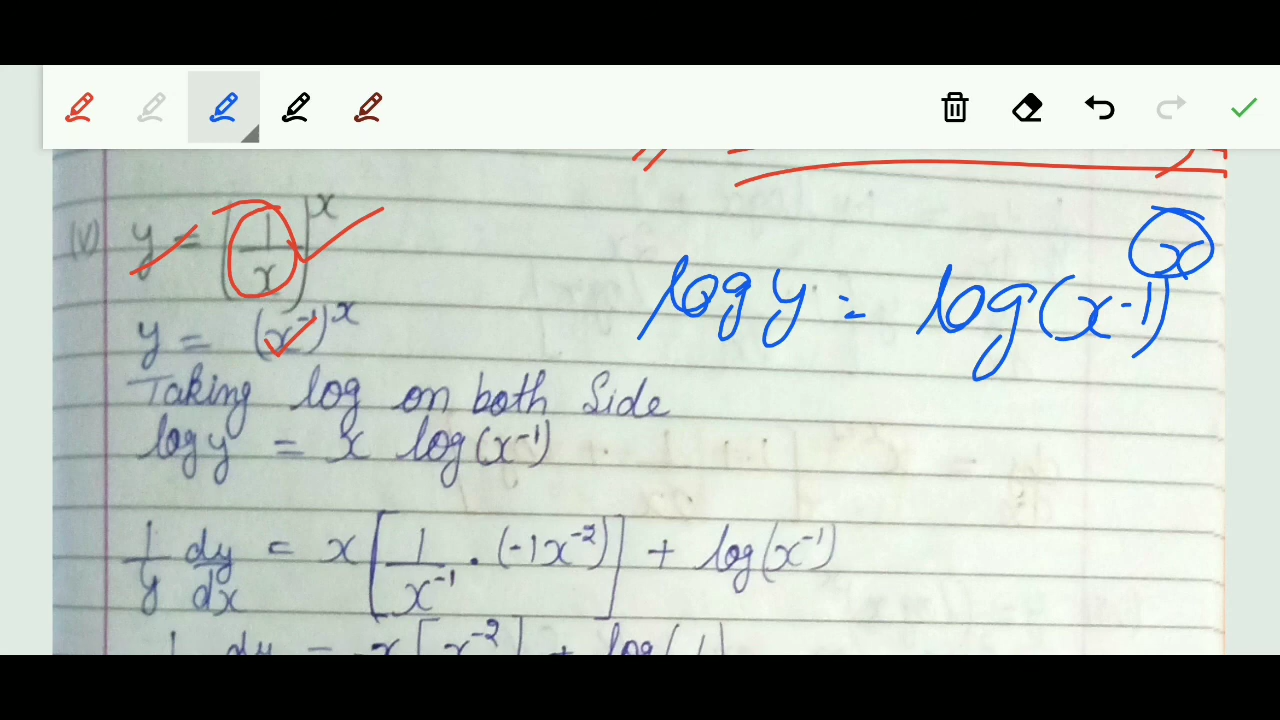 (v) y = (1/x)^x
log y = log(x-1)^x
y = (x^-1)^x
Taking log on both Side
log y = x log(x^-1)
1/y dy/dx = x [1/x^-1 . (-1x^-2)] + log(x^-1)